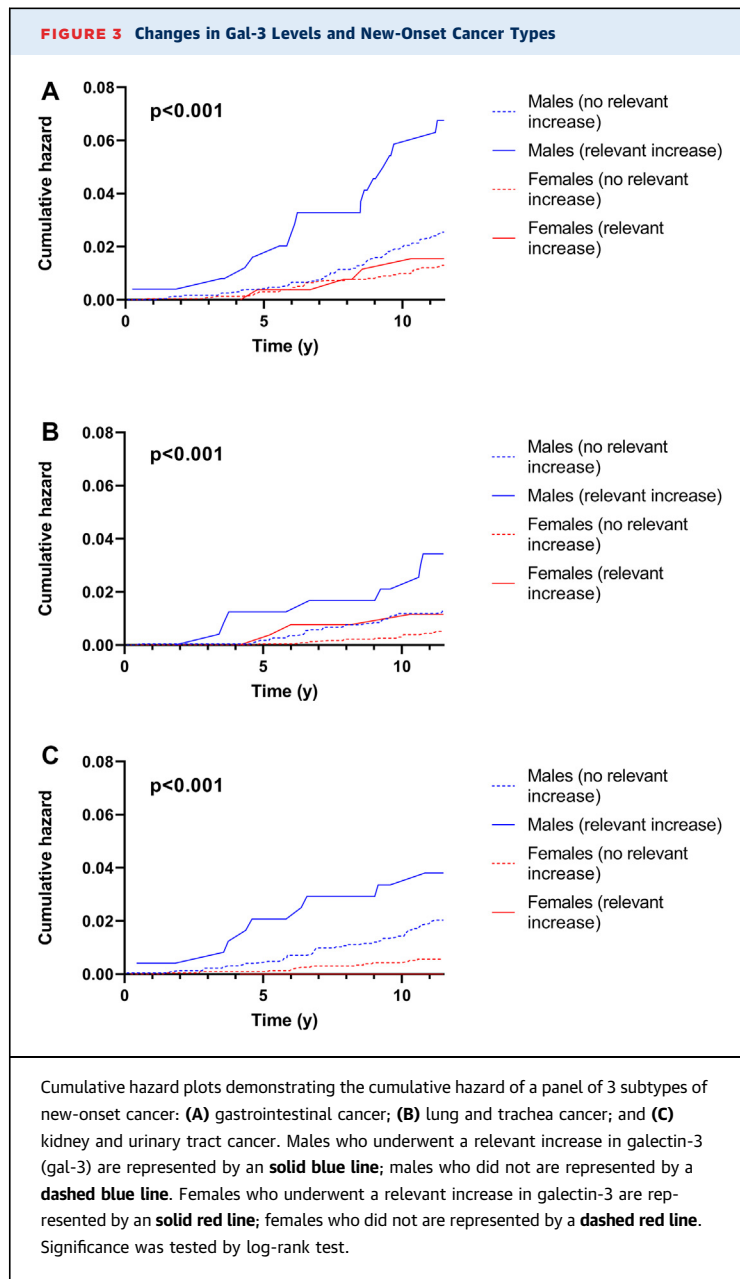 FIGURE 3 Changes in Gal-3 Levels and New-Onset Cancer Types
A
p<0.001
Cumulative hazard
0.08
0.06
0.04
0.02
0.00
0
5
10
Time (y)
Males (no relevant
increase)
Males (relevant increase)
Females (no relevant
increase)
Females (relevant
increase)
B
p<0.001
Cumulative hazard
0.08
0.06
0.04
0.02
0.00
0
5
10
Time (y)
Males (no relevant
increase)
Males (relevant increase)
Females (no relevant
increase)
Females (relevant
increase)
C
p<0.001
Cumulative hazard
0.08
0.06
0.04
0.02
0.00
0
5
10
Time (y)
Males (no relevant
increase)
Males (relevant increase)
Females (no relevant
increase)
Females (relevant
increase)
Cumulative hazard plots demonstrating the cumulative hazard of a panel of 3 subtypes of
new-onset cancer: (A) gastrointestinal cancer; (B) lung and trachea cancer; and (C)
kidney and urinary tract cancer. Males who underwent a relevant increase in galectin-3
(gal-3) are represented by an solid blue line; males who did not are represented by a
dashed blue line. Females who underwent a relevant increase in galectin-3 are rep-
resented by an solid red line; females who did not are represented by a dashed red line.
Significance was tested by log-rank test.